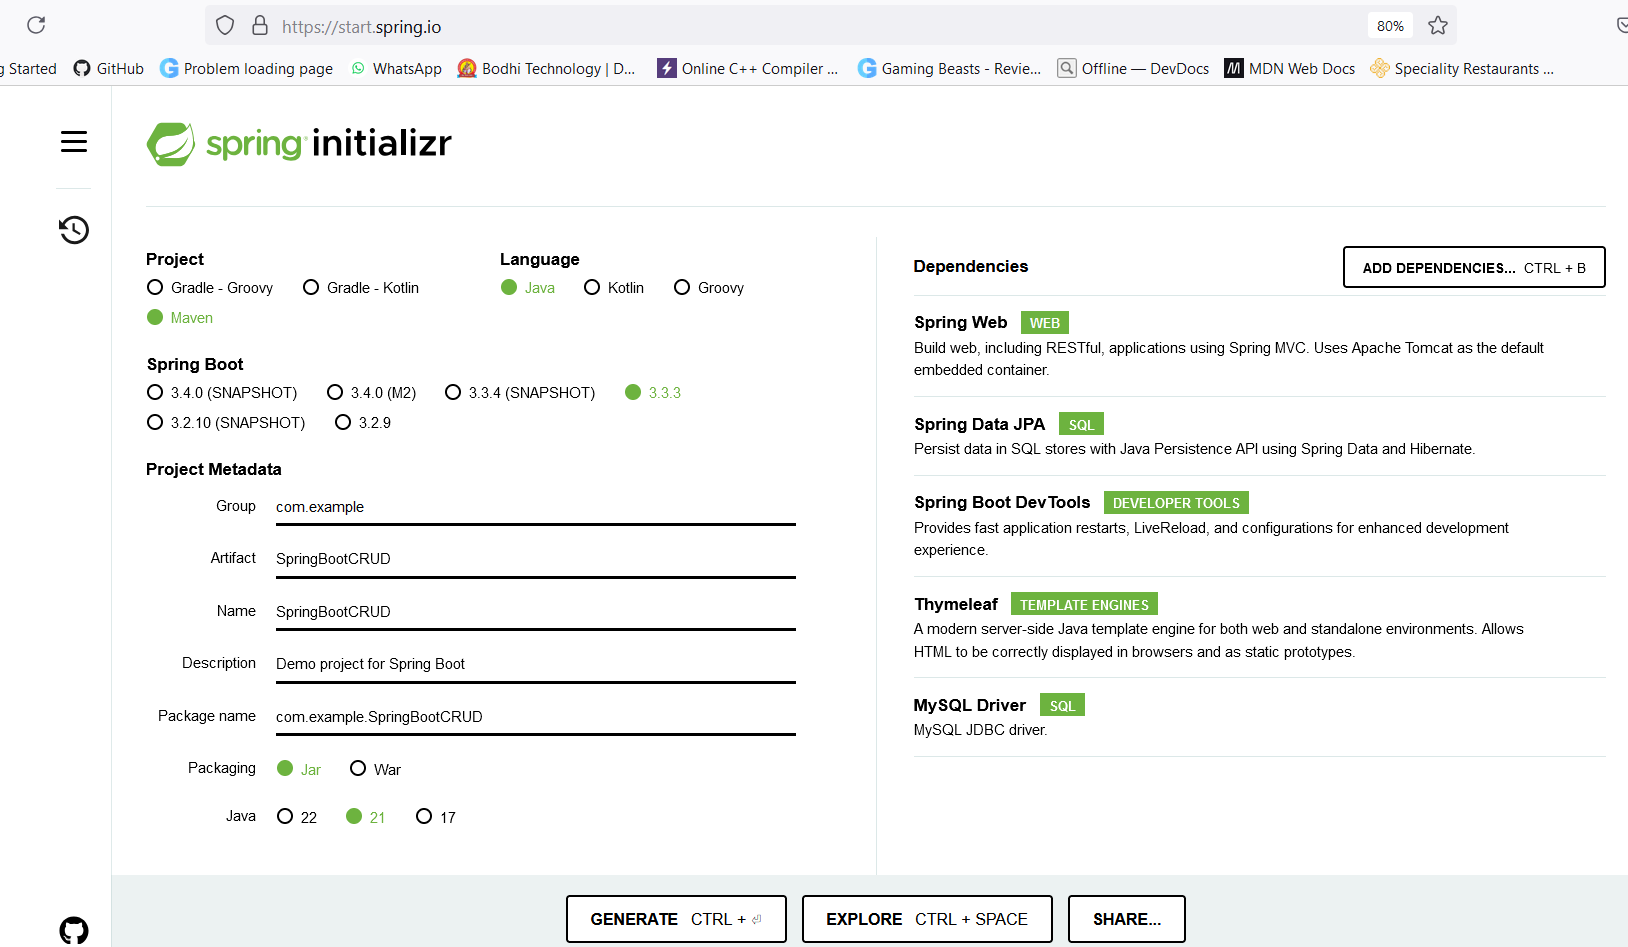 https://start.spring.io
80%
g Started
GitHub
Problem loading page
WhatsApp
Bodhi Technology | D...
Online C++ Compiler ...
Gaming Beasts - Revie...
Offline — DevDocs
MDN Web Docs
Speciality Restaurants ...
spring initializr
Project
Gradle - Groovy
Gradle - Kotlin
Maven
Language
Java
Kotlin
Groovy
Spring Boot
3.4.0 (SNAPSHOT)
3.4.0 (M2)
3.3.4 (SNAPSHOT)
3.3.3
3.2.10 (SNAPSHOT)
3.2.9
Project Metadata
Group
com.example
Artifact
SpringBootCRUD
Name
SpringBootCRUD
Description
Demo project for Spring Boot
Package name
com.example.SpringBootCRUD
Packaging
Jar
War
Java
22
21
17
Dependencies
ADD DEPENDENCIES... CTRL + B
Spring Web WEB
Build web, including RESTful, applications using Spring MVC. Uses Apache Tomcat as the default
embedded container.
Spring Data JPA SQL
Persist data in SQL stores with Java Persistence API using Spring Data and Hibernate.
Spring Boot DevTools DEVELOPER TOOLS
Provides fast application restarts, LiveReload, and configurations for enhanced development
experience.
Thymeleaf TEMPLATE ENGINES
A modern server-side Java template engine for both web and standalone environments. Allows
HTML to be correctly displayed in browsers and as static prototypes.
MySQL Driver SQL
MySQL JDBC driver.
GENERATE CTRL + ⏎
EXPLORE CTRL + SPACE
SHARE...